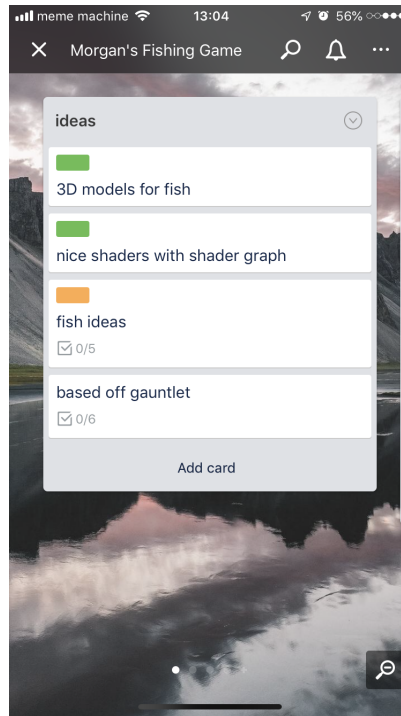 meme machine 13:04 56%
Morgan's Fishing Game
ideas
3D models for fish
nice shaders with shader graph
fish ideas
0/5
based off gauntlet
0/6
Add card